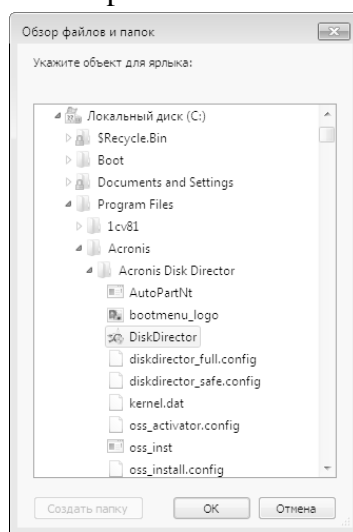 Обзор файлов и папок
Укажите объект для ярлыка:
Локальный диск (C:)
$Recycle.Bin
Boot
Documents and Settings
Program Files
1cv81
Acronis
Acronis Disk Director
AutoPartNt
bootmenu_logo
DiskDirector
diskdirector_full.config
diskdirector_safe.config
kernel.dat
oss_activator.config
oss_inst
oss_install.config
Создать папку
OK
Отмена